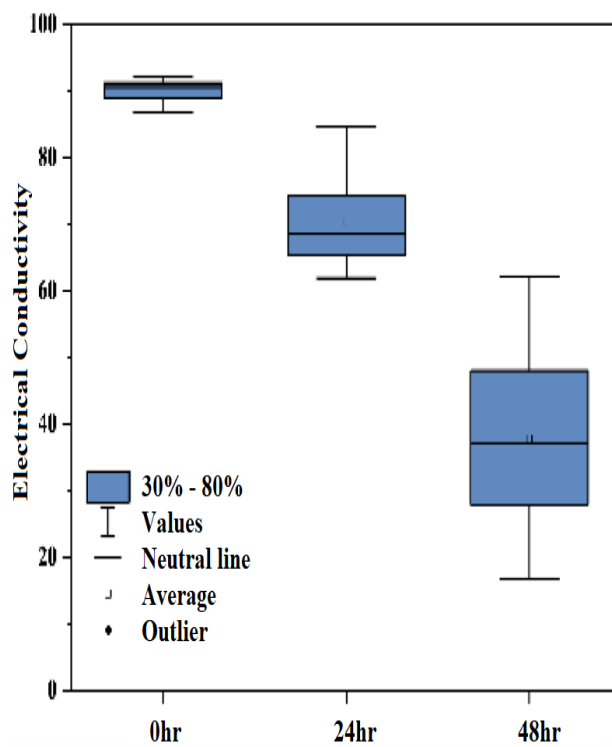 100
80
60
40
20
0
Electrical Conductivity
30% - 80%
Values
Neutral line
Average
Outlier
0hr 24hr 48hr